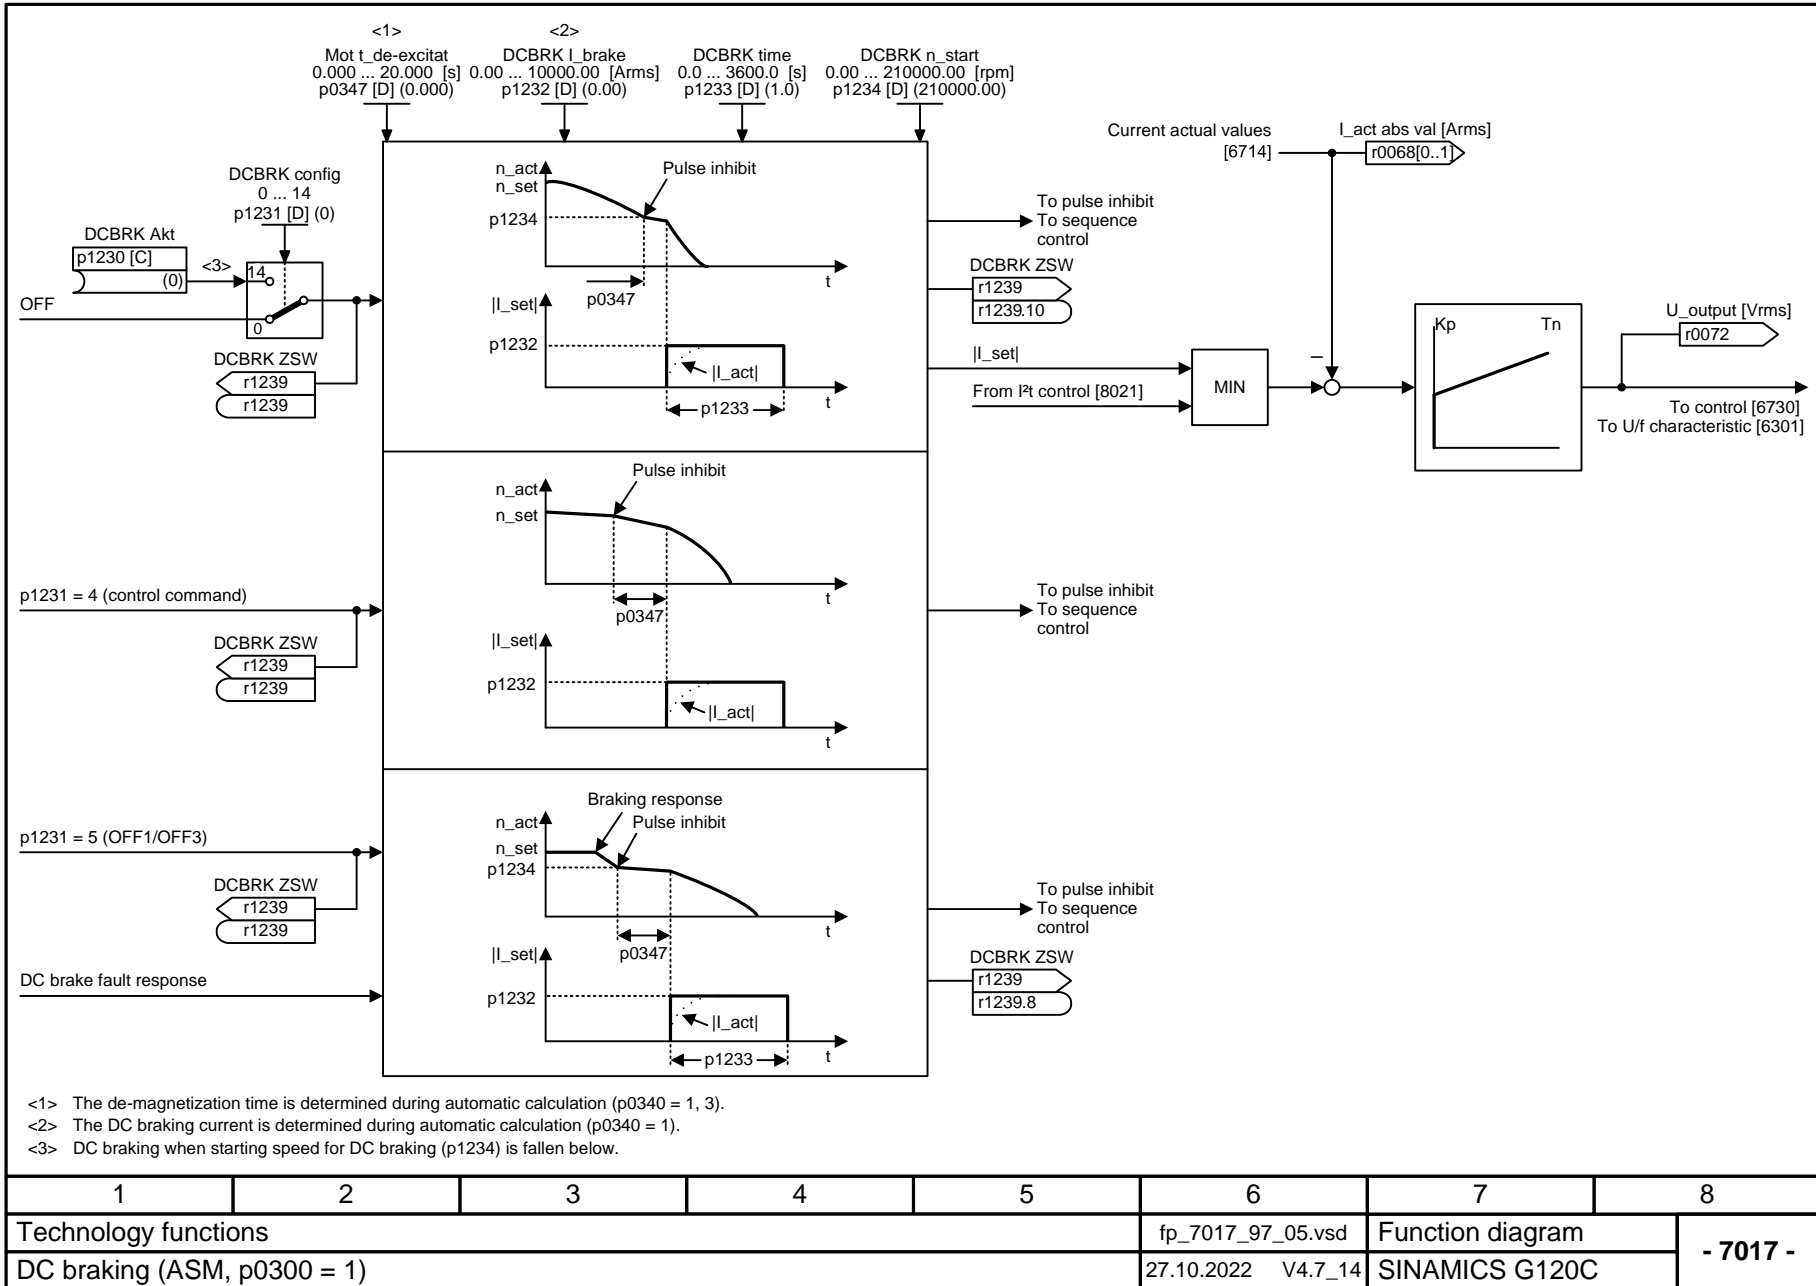 <1>
Mot t_de-excitat
0.000 ... 20.000 [s]
p0347 [D] (0.000)
<2>
DCBRK I_brake
0.00 ... 10000.00 [Arms]
p1232 [D] (0.00)
DCBRK time
0.0 ... 3600.0 [s]
p1233 [D] (1.0)
DCBRK n_start
0.00 ... 210000.00 [rpm]
p1234 [D] (210000.00)
DCBRK config
0 ... 14
p1231 [D] (0)
DCBRK Akt
p1230 [C]
(0)
<3>
14
0
OFF
DCBRK ZSW
r1239
r1239
n_act
n_set
p1234
Pulse inhibit
t
p0347
|I_set|
p1232
|I_act|
p1233
t
To pulse inhibit
To sequence
control
DCBRK ZSW
r1239
r1239.10
|I_set|
From I²t control [8021]
MIN
Current actual values
[6714]
I_act abs val [Arms]
r0068[0..1]
–
Kp
Tn
U_output [Vrms]
r0072
To control [6730]
To U/f characteristic [6301]
p1231 = 4 (control command)
DCBRK ZSW
r1239
r1239
n_act
n_set
Pulse inhibit
t
p0347
|I_set|
p1232
|I_act|
t
To pulse inhibit
To sequence
control
p1231 = 5 (OFF1/OFF3)
DCBRK ZSW
r1239
r1239
DC brake fault response
Braking response
Pulse inhibit
n_act
n_set
p1234
t
p0347
|I_set|
p1232
|I_act|
p1233
t
To pulse inhibit
To sequence
control
DCBRK ZSW
r1239
r1239.8
<1> The de-magnetization time is determined during automatic calculation (p0340 = 1, 3).
<2> The DC braking current is determined during automatic calculation (p0340 = 1).
<3> DC braking when starting speed for DC braking (p1234) is fallen below.
1 2 3 4 5 6 7 8
Technology functions
fp_7017_97_05.vsd
Function diagram
- 7017 -
DC braking (ASM, p0300 = 1)
27.10.2022 V4.7_14
SINAMICS G120C